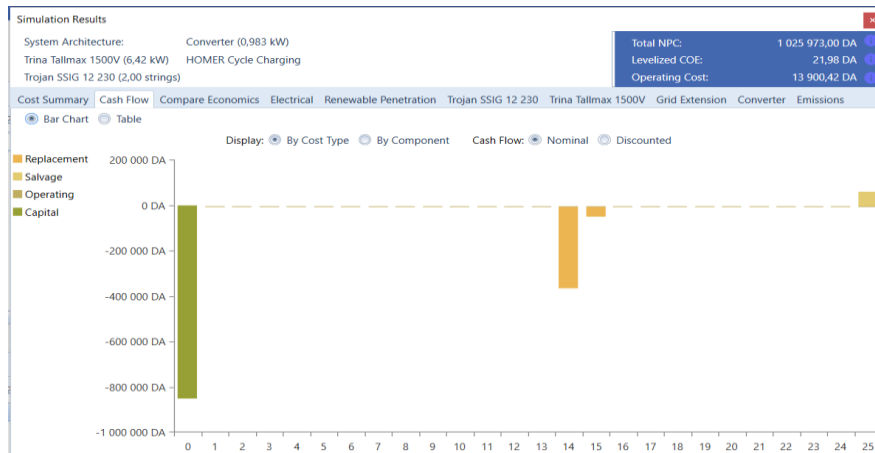 Simulation Results
System Architecture: Converter (0,983 kW)
Trina Tallmax 1500V (6,42 kW) HOMER Cycle Charging
Trojan SSIG 12 230 (2,00 strings)
Total NPC: 1 025 973,00 DA
Levelized COE: 21,98 DA
Operating Cost: 13 900,42 DA
Cost Summary Cash Flow Compare Economics Electrical Renewable Penetration Trojan SSIG 12 230 Trina Tallmax 1500V Grid Extension Converter Emissions
Bar Chart Table
Display: By Cost Type By Component Cash Flow: Nominal Discounted
Replacement
Salvage
Operating
Capital
200 000 DA
0 DA
-200 000 DA
-400 000 DA
-600 000 DA
-800 000 DA
-1 000 000 DA
0 1 2 3 4 5 6 7 8 9 10 11 12 13 14 15 16 17 18 19 20 21 22 23 24 25